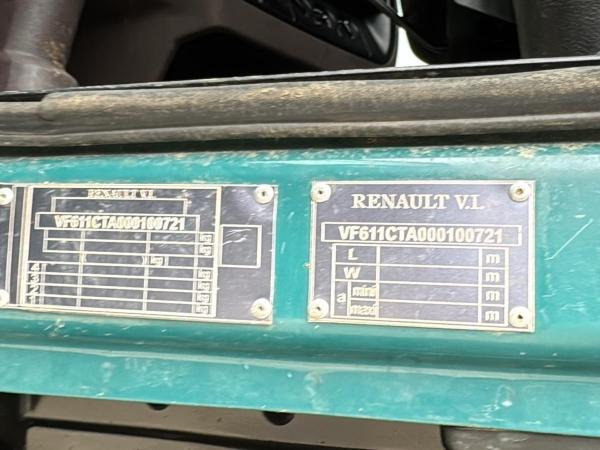 RENAULT V.I.
VF611CTA000100721
kg
kg
kg
4 kg
3 kg
2 kg
1 kg
RENAULT V.I.
VF611CTA000100721
L m
W m
a mini m
maxi m